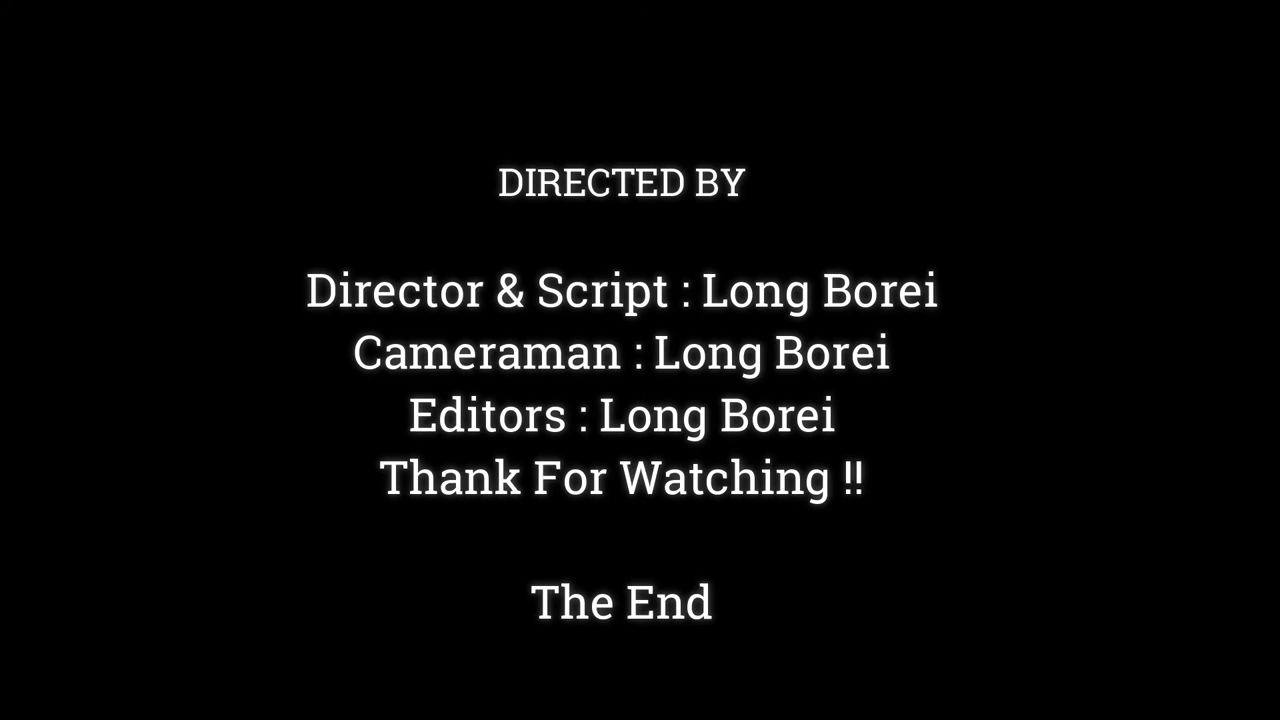 DIRECTED BY
Director & Script : Long Borei
Cameraman : Long Borei
Editors : Long Borei
Thank For Watching !!
The End